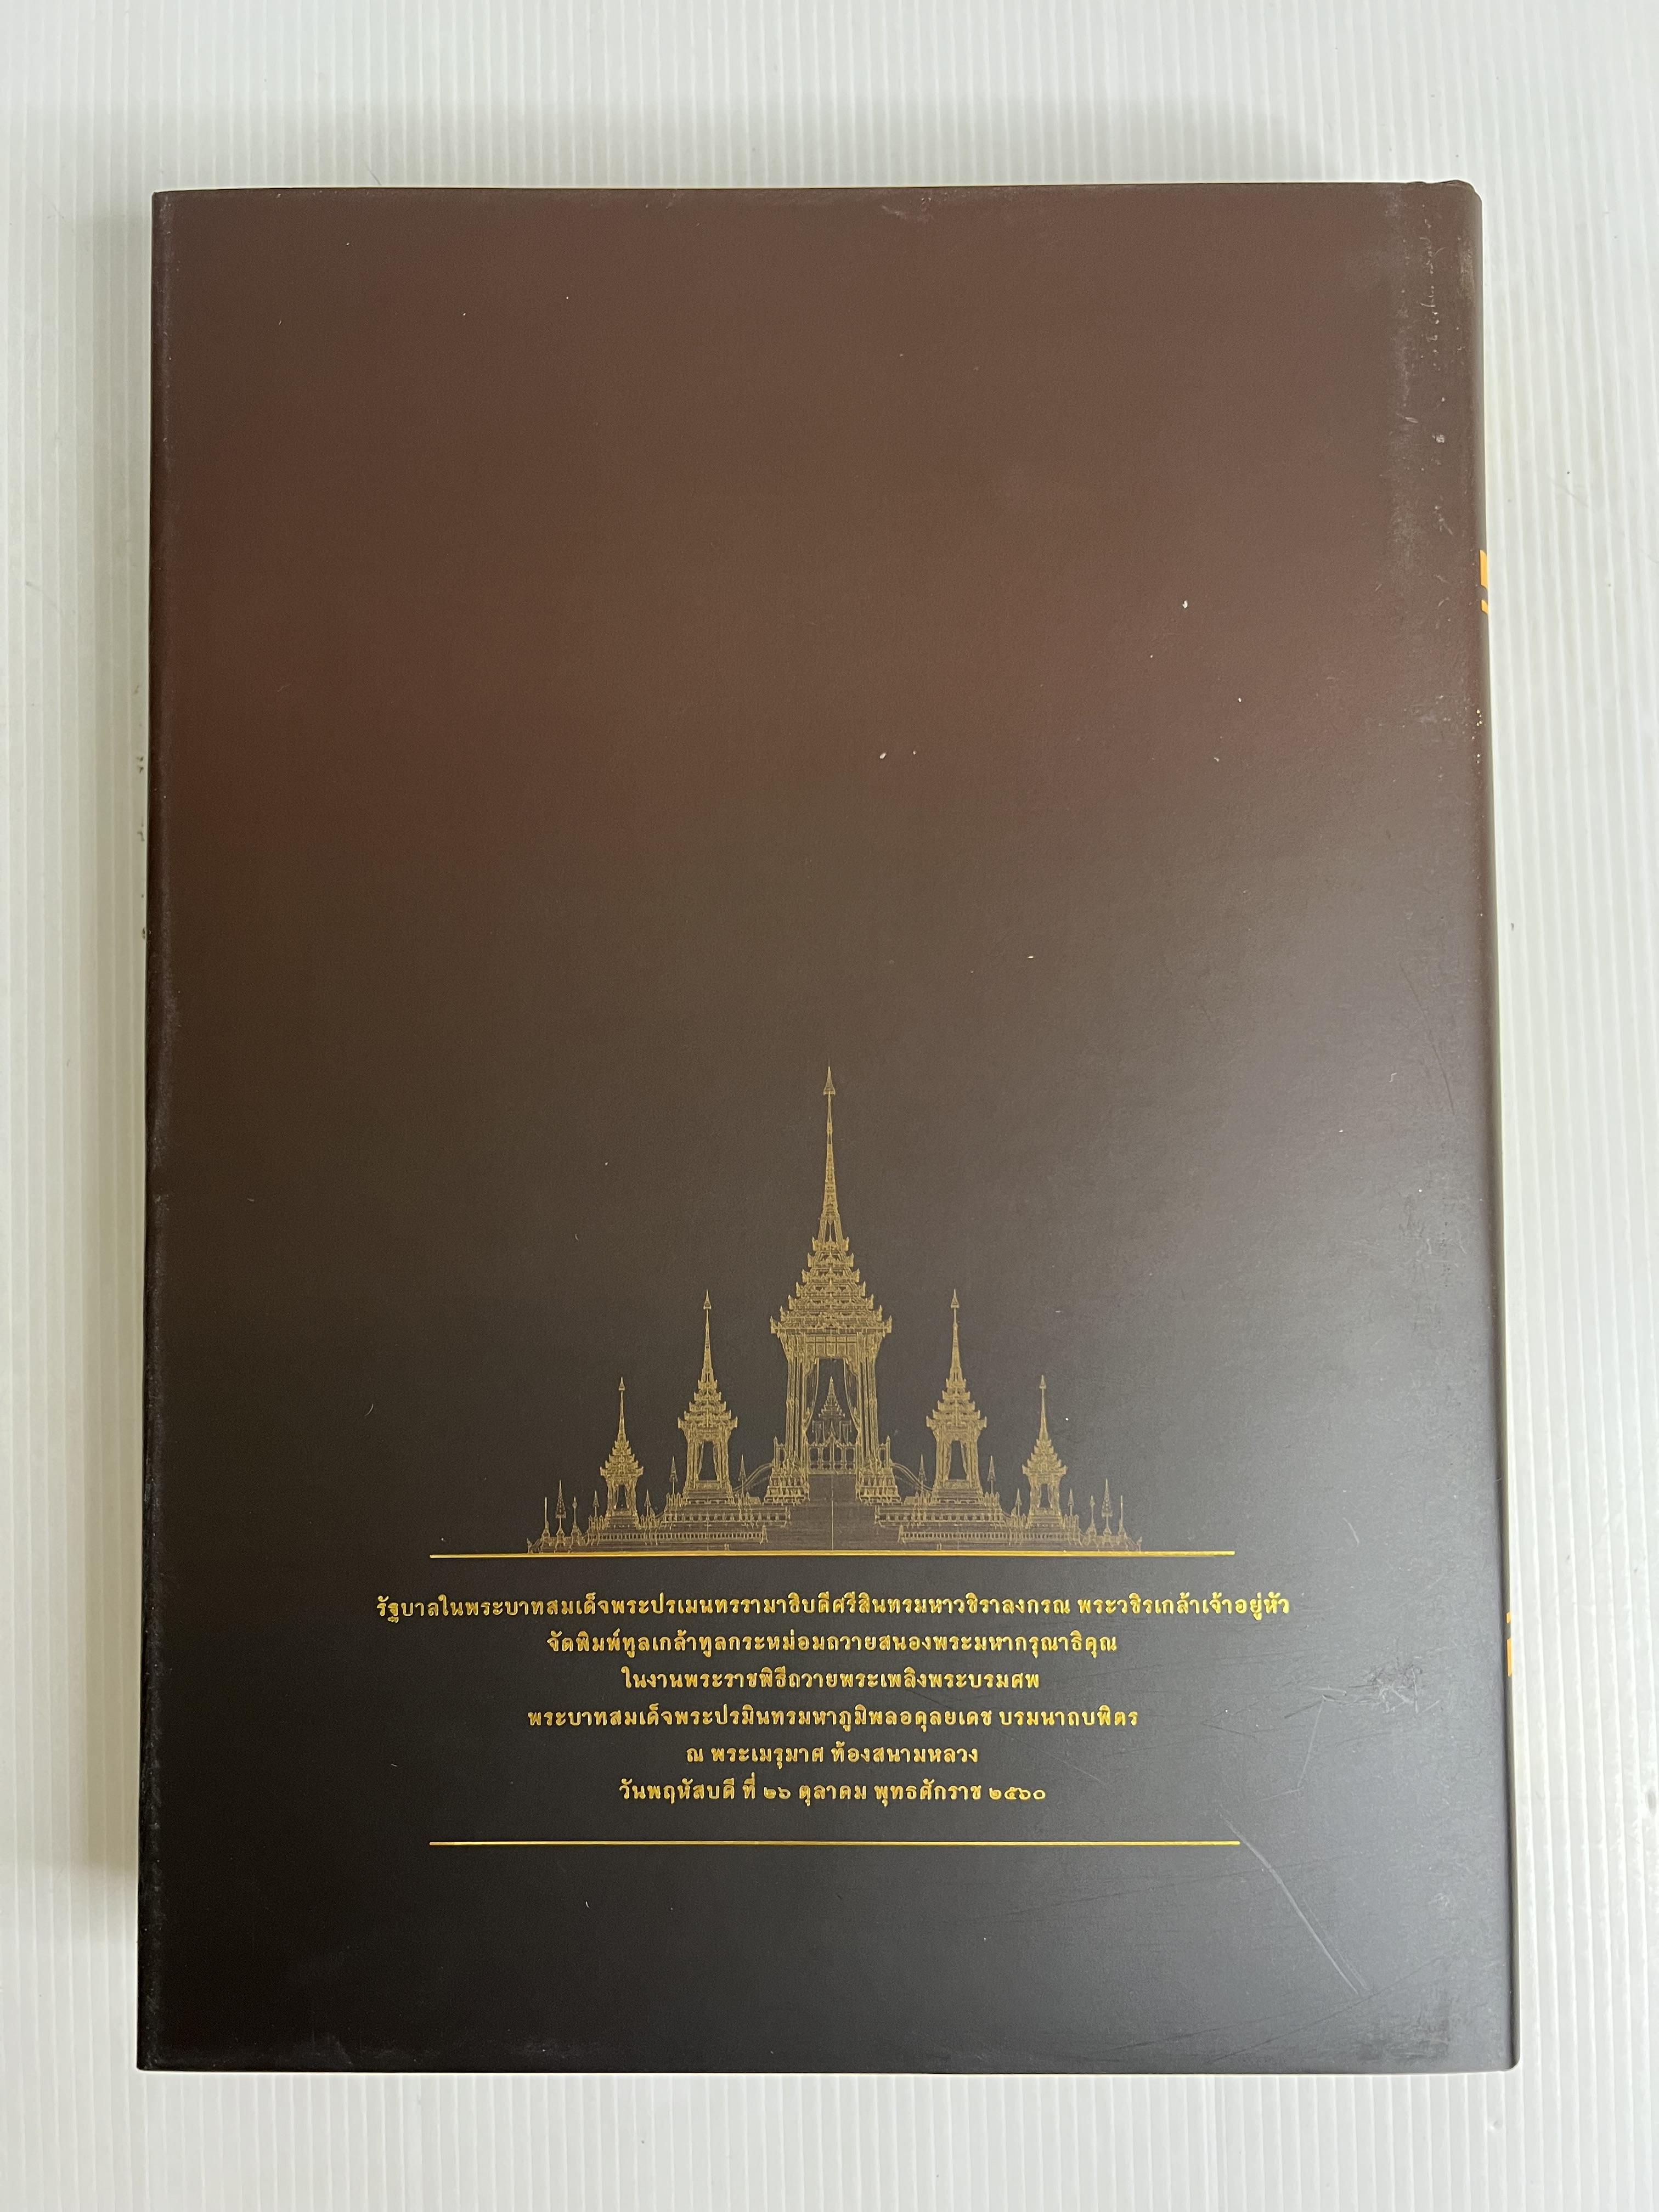 รัฐบาลในพระบาทสมเด็จพระปรเมนทรรามาธิบดีศรีสินทรมหาวชิราลงกรณ พระวชิรเกล้าเจ้าอยู่หัว
จัดพิมพ์ทูลเกล้าทูลกระหม่อมถวายสนองพระมหากรุณาธิคุณ
ในงานพระราชพิธีถวายพระเพลิงพระบรมศพ
พระบาทสมเด็จพระปรมินทรมหาภูมิพลอดุลยเดช บรมนาถบพิตร
ณ พระเมรุมาศ ท้องสนามหลวง
วันพฤหัสบดี ที่ ๒๖ ตุลาคม พุทธศักราช ๒๕๖๐